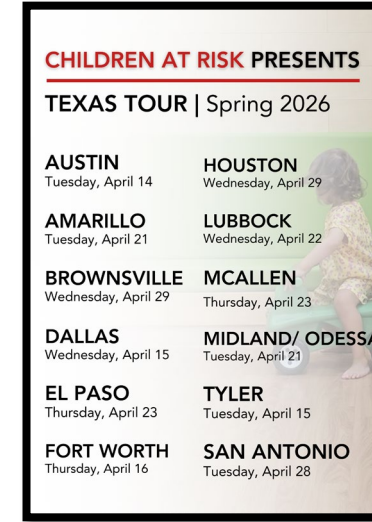 CHILDREN AT RISK PRESENTS
TEXAS TOUR | Spring 2026
AUSTIN
Tuesday, April 14
AMARILLO
Tuesday, April 21
BROWNSVILLE
Wednesday, April 29
DALLAS
Wednesday, April 15
EL PASO
Thursday, April 23
FORT WORTH
Thursday, April 16
HOUSTON
Wednesday, April 29
LUBBOCK
Wednesday, April 22
MCALLEN
Thursday, April 23
MIDLAND/ ODESSA
Tuesday, April 21
TYLER
Tuesday, April 15
SAN ANTONIO
Tuesday, April 28